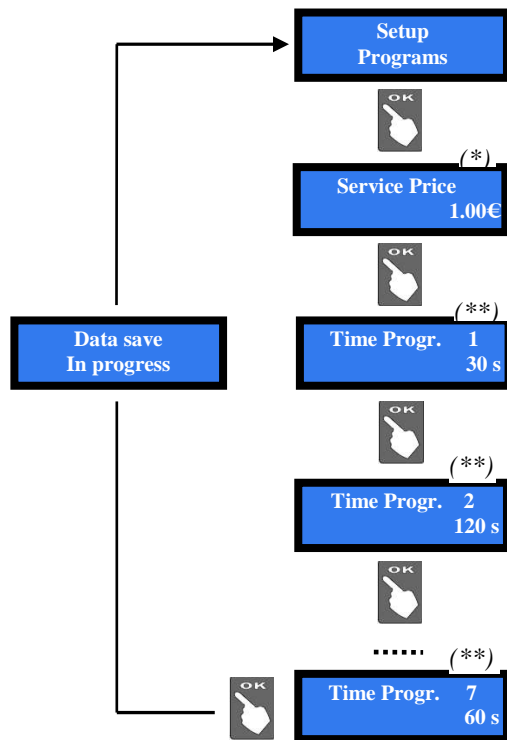 Setup
Programs
OK
(*)
Service Price
1.00€
OK
(**)
Time Progr. 1
30 s
Data save
In progress
OK
(**)
Time Progr. 2
120 s
OK
........
(**)
OK
Time Progr. 7
60 s